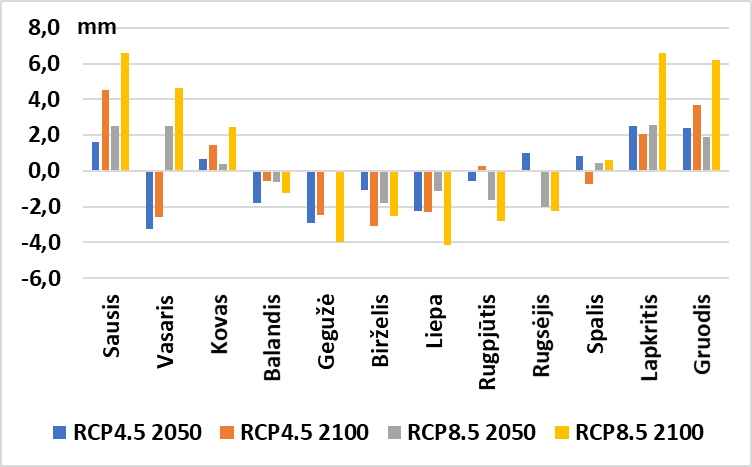 8,0 mm
6,0
4,0
2,0
0,0
-2,0
-4,0
-6,0
Sausis
Vasaris
Kovas
Balandis
Gegužė
Birželis
Liepa
Rugpjūtis
Rugsėjis
Spalis
Lapkritis
Gruodis
RCP4.5 2050 RCP4.5 2100 RCP8.5 2050 RCP8.5 2100